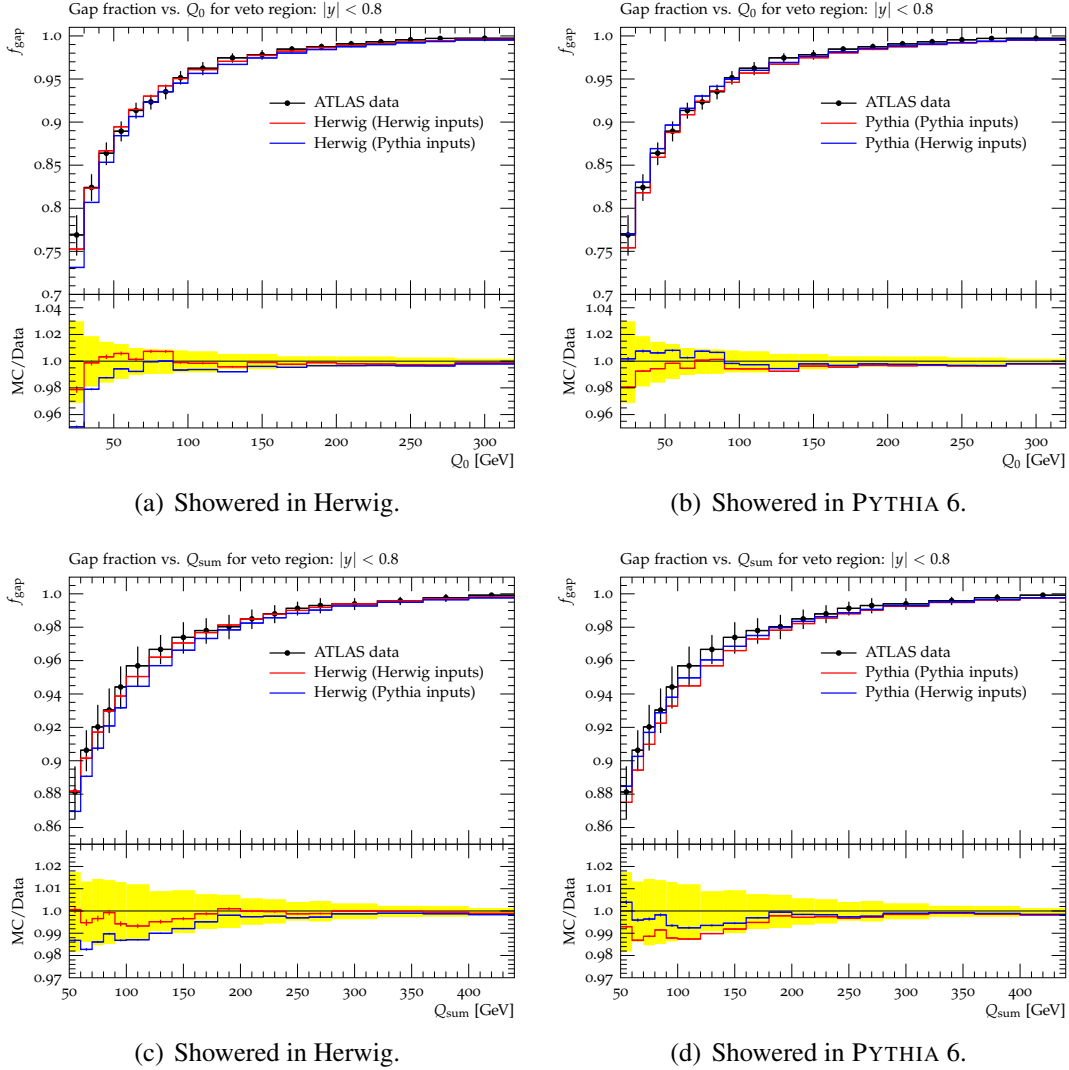 Gap fraction vs. Q0 for veto region: |y| < 0.8
fgap
1.0
0.95
0.9
0.85
0.8
0.75
0.7
ATLAS data
Herwig (Herwig inputs)
Herwig (Pythia inputs)
MC/Data
1.04
1.02
1.0
0.98
0.96
50 100 150 200 250 300
Q0 [GeV]
(a) Showered in Herwig.
Gap fraction vs. Q0 for veto region: |y| < 0.8
fgap
1.0
0.95
0.9
0.85
0.8
0.75
0.7
ATLAS data
Pythia (Pythia inputs)
Pythia (Herwig inputs)
MC/Data
1.04
1.02
1.0
0.98
0.96
50 100 150 200 250 300
Q0 [GeV]
(b) Showered in PYTHIA 6.
Gap fraction vs. Qsum for veto region: |y| < 0.8
fgap
1.0
0.98
0.96
0.94
0.92
0.9
0.88
0.86
ATLAS data
Herwig (Herwig inputs)
Herwig (Pythia inputs)
MC/Data
1.02
1.01
1.0
0.99
0.98
0.97
50 100 150 200 250 300 350 400
Qsum [GeV]
(c) Showered in Herwig.
Gap fraction vs. Qsum for veto region: |y| < 0.8
fgap
1.0
0.98
0.96
0.94
0.92
0.9
0.88
0.86
ATLAS data
Pythia (Pythia inputs)
Pythia (Herwig inputs)
MC/Data
1.02
1.01
1.0
0.99
0.98
0.97
50 100 150 200 250 300 350 400
Qsum [GeV]
(d) Showered in PYTHIA 6.